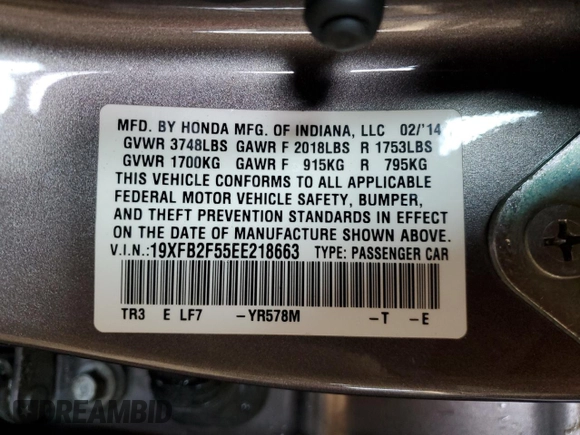 MFD. BY HONDA MFG. OF INDIANA, LLC 02/'14
GVWR 3748LBS GAWR F 2018LBS R 1753LBS
GVWR 1700KG GAWR F 915KG R 795KG
THIS VEHICLE CONFORMS TO ALL APPLICABLE
FEDERAL MOTOR VEHICLE SAFETY, BUMPER,
AND THEFT PREVENTION STANDARDS IN EFFECT
ON THE DATE OF MANUFACTURE SHOWN ABOVE.
V.I.N.:19XFB2F55EE218663 TYPE: PASSENGER CAR
TR3 E LF7 -YR578M -T -E
DREAMBID